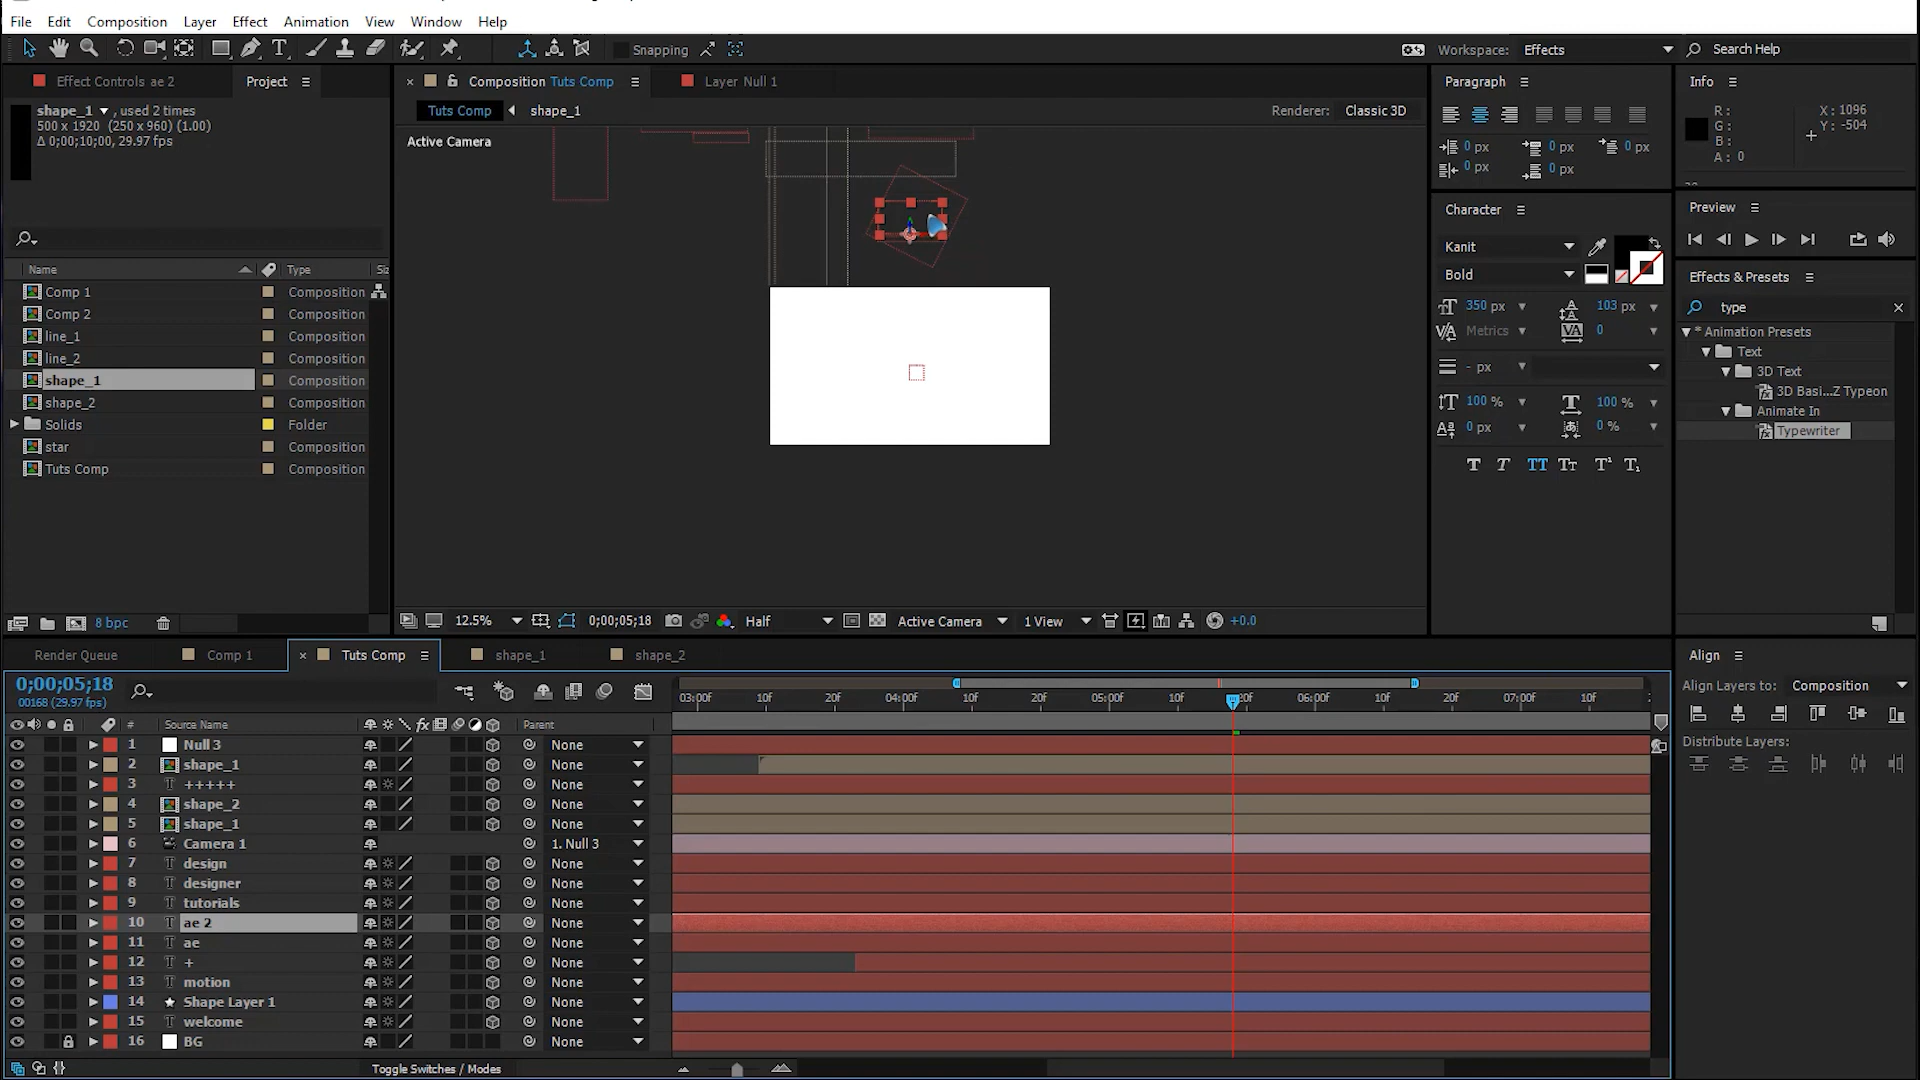 File Edit Composition Layer Effect Animation View Window Help
Snapping
Workspace: Effects
Search Help
Effect Controls ae 2
Project
shape_1 , used 2 times
500 x 1920 (250 x 960) (1.00)
Δ 0;00;10;00, 29.97 fps
Name Type
Comp 1 Composition
Comp 2 Composition
line_1 Composition
line_2 Composition
shape_1 Composition
shape_2 Composition
Solids Folder
star Composition
Tuts Comp Composition
8 bpc
Composition Tuts Comp
Layer Null 1
Tuts Comp shape_1
Renderer: Classic 3D
Active Camera
12.5% 0;00;05;18 Half Active Camera 1 View +0.0
Paragraph
0 px 0 px 0 px
0 px 0 px
Character
Kanit
Bold
350 px 103 px
Metrics 0
- px
100 % 100 %
0 px 0 %
T T TT Tt T¹ T₁
Info
R:
G:
B:
A: 0
X: 1096
Y: -504
Preview
Effects & Presets
type
* Animation Presets
Text
3D Text
3D Basi...Z Typeon
Animate In
Typewriter
Render Queue Comp 1 Tuts Comp shape_1 shape_2
0;00;05;18
00168 (29.97 fps)
03:00f 10f 20f 04:00f 10f 20f 05:00f 10f 20f 06:00f 10f 20f 07:00f 10f
# Source Name fx Parent
1 Null 3 None
2 shape_1 None
3 +++++ None
4 shape_2 None
5 shape_1 None
6 Camera 1 1. Null 3
7 design None
8 designer None
9 tutorials None
10 ae 2 None
11 ae None
12 + None
13 motion None
14 Shape Layer 1 None
15 welcome None
16 BG None
Toggle Switches / Modes
Align
Align Layers to: Composition
Distribute Layers: